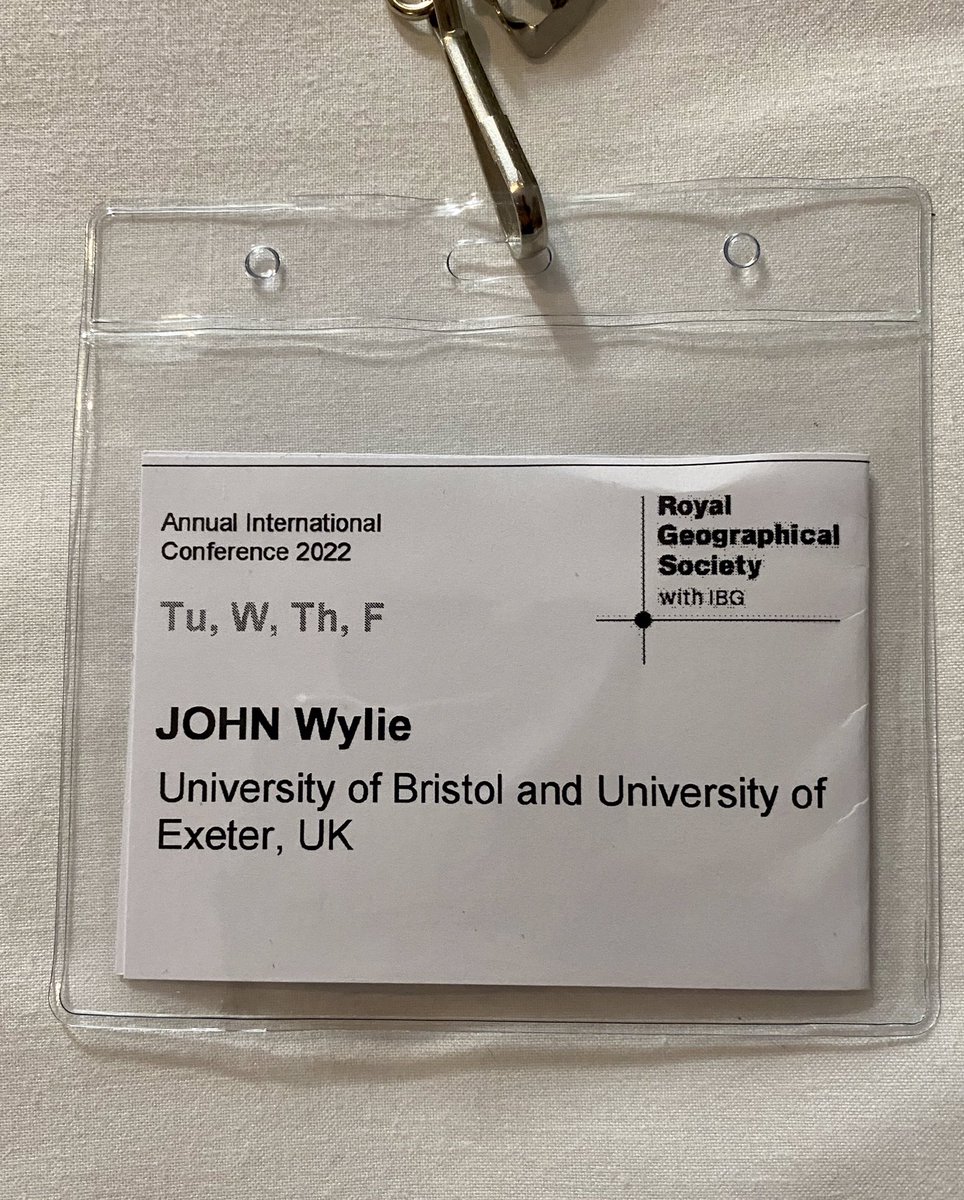 Annual International
Conference 2022
Royal
Geographical
Society
with IBG
Tu, W, Th, F
JOHN Wylie
University of Bristol and University of
Exeter, UK